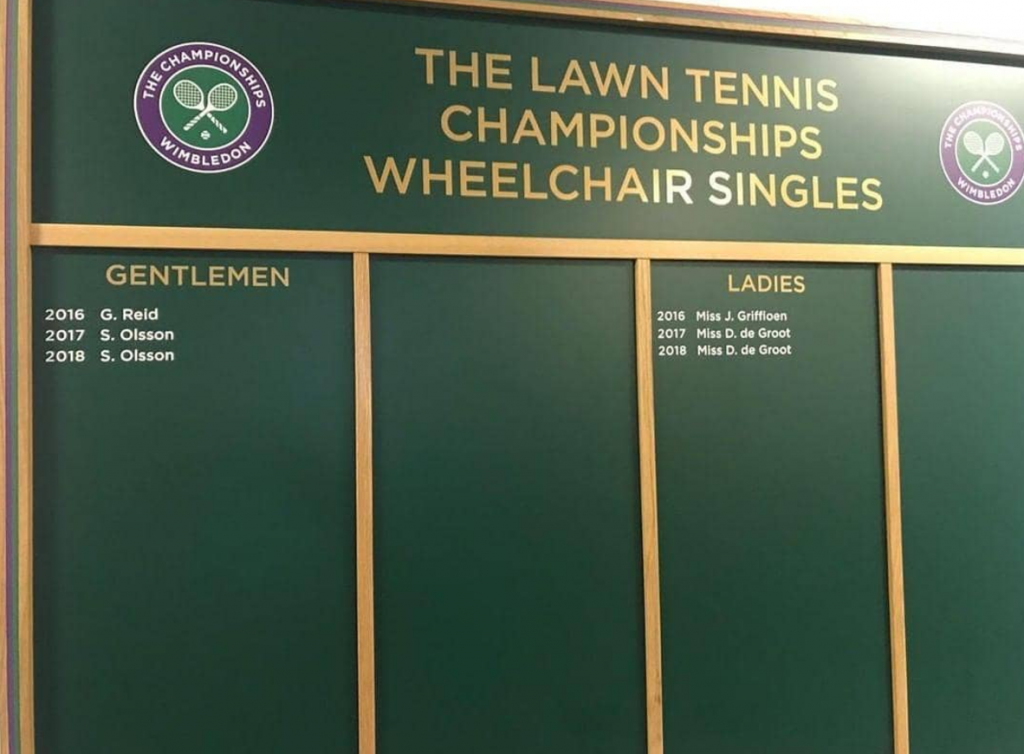 THE CHAMPIONSHIPS
WIMBLEDON
THE LAWN TENNIS
CHAMPIONSHIPS
WHEELCHAIR SINGLES
THE CHAMPIONSHIPS
WIMBLEDON
GENTLEMEN
2016 G. Reid
2017 S. Olsson
2018 S. Olsson
LADIES
2016 Miss J. Griffioen
2017 Miss D. de Groot
2018 Miss D. de Groot